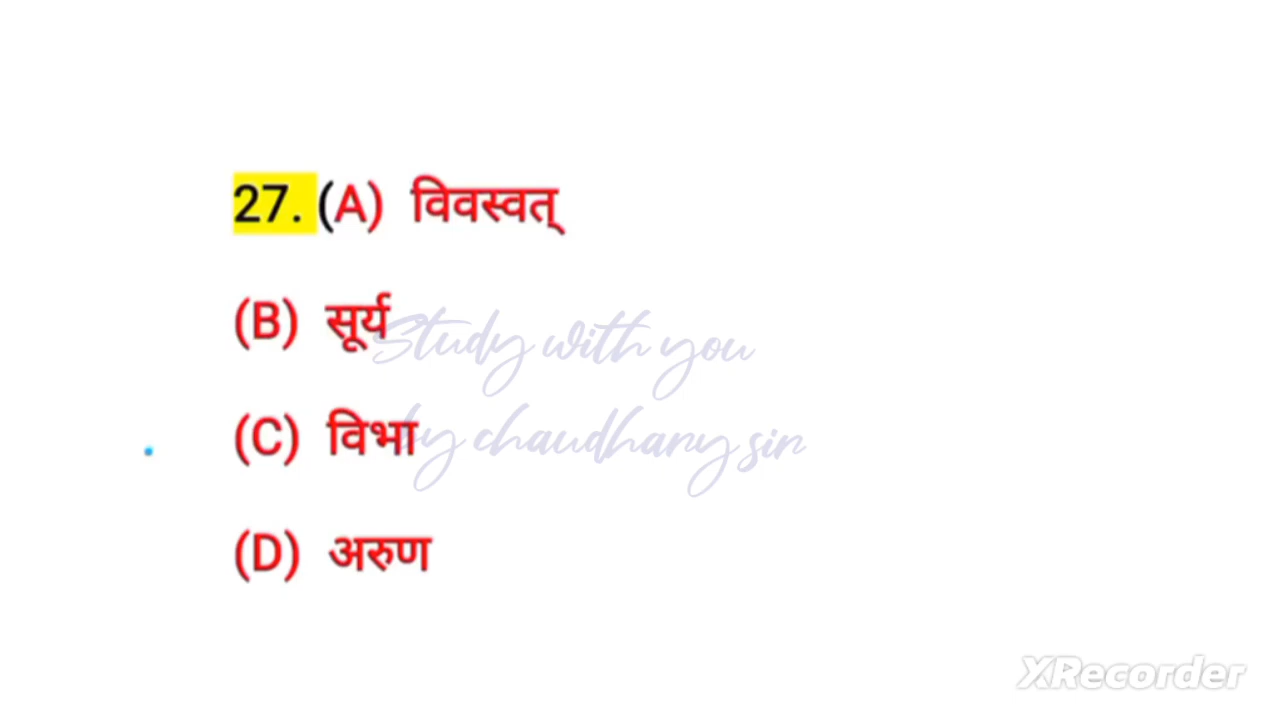 27. (A) विवस्वत्
(B) सूर्य
Study with you
(C) विभा
by chaudhary sir
(D) अरुण
XRecorder